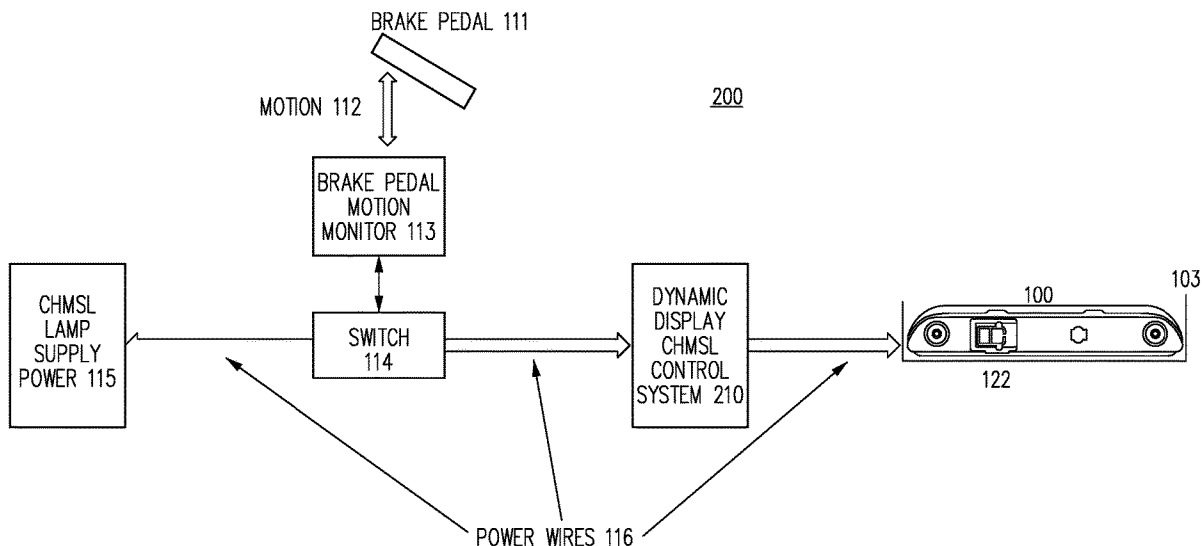 BRAKE PEDAL 111
MOTION 112
200
BRAKE PEDAL
MOTION
MONITOR 113
CHMSL
LAMP
SUPPLY
POWER 115
SWITCH
114
DYNAMIC
DISPLAY
CHMSL
CONTROL
SYSTEM 210
100
103
122
POWER WIRES 116